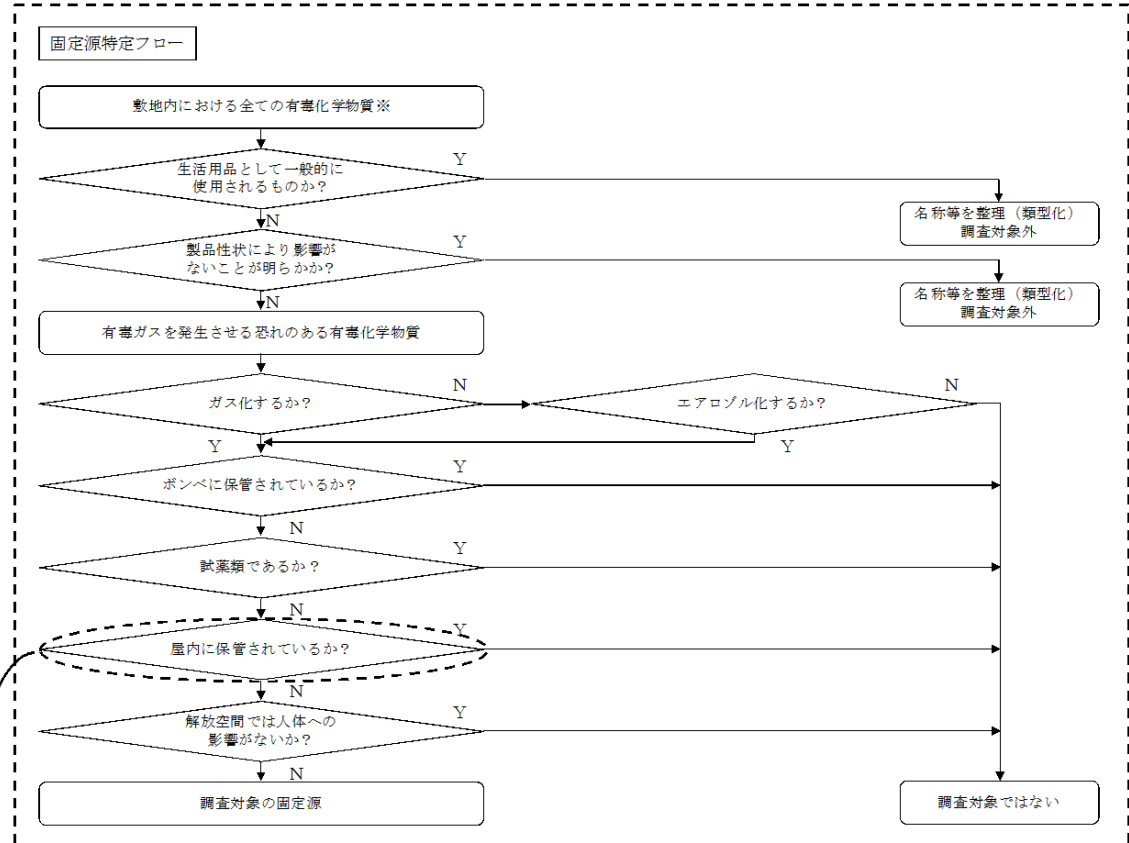 固定源特定フロー
敷地内における全ての有毒化学物質※
Y
生活用品として一般的に
使用されるものか？
N
名称等を整理（類型化）
調査対象外
Y
製品性状により影響が
ないことが明らかか？
N
名称等を整理（類型化）
調査対象外
有毒ガスを発生させる恐れのある有毒化学物質
N
N
ガス化するか？
エアロゾル化するか？
Y
Y
Y
ボンベに保管されているか？
N
Y
試薬類であるか？
N
Y
屋内に保管されているか？
N
Y
解放空間では人体への
影響がないか？
N
調査対象の固定源
調査対象ではない